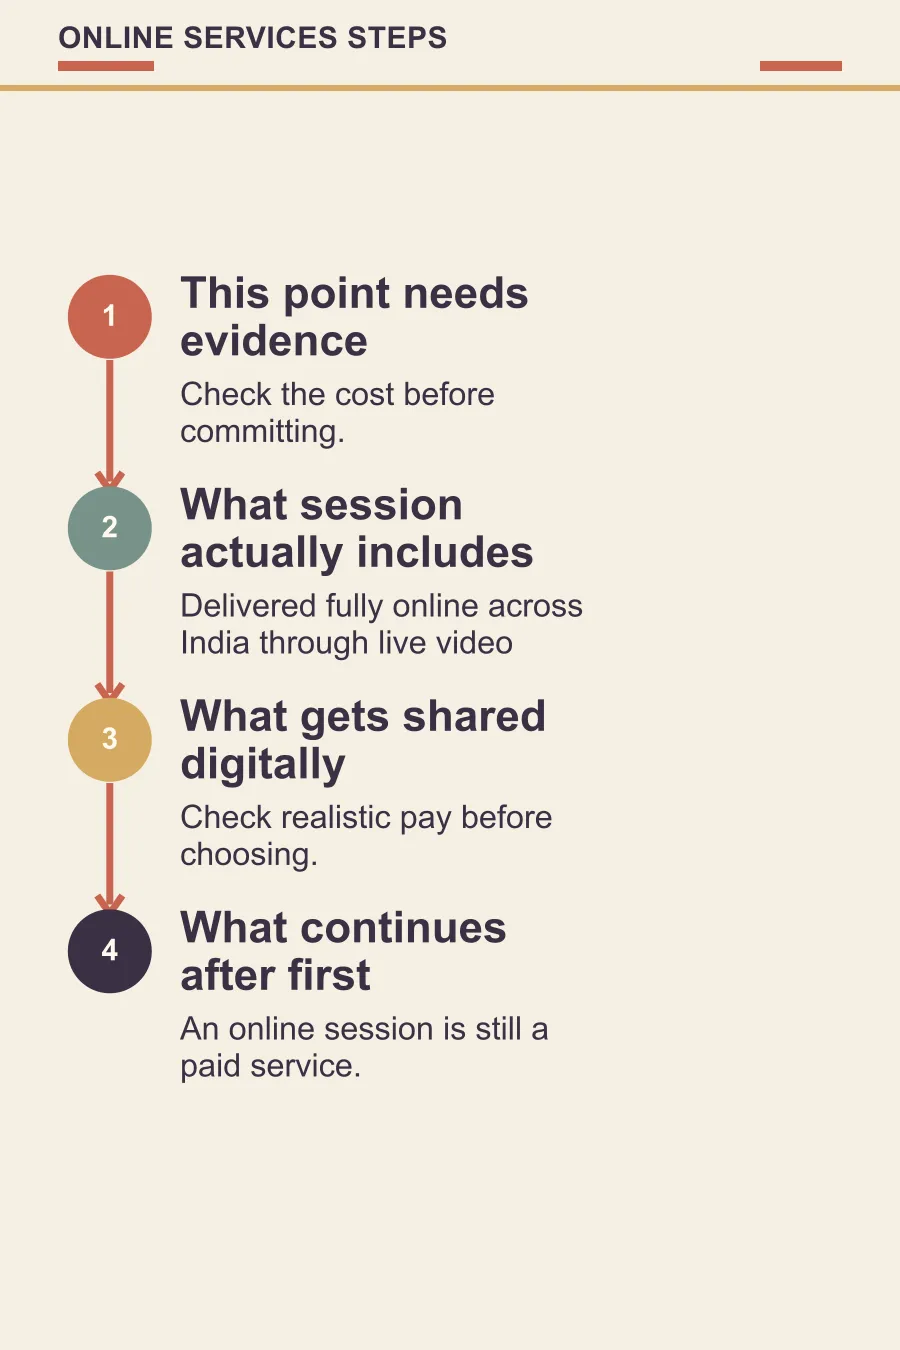 ONLINE SERVICES STEPS
1
This point needs
evidence
Check the cost before
committing.
2
What session
actually includes
Delivered fully online across
India through live video
3
What gets shared
digitally
Check realistic pay before
choosing.
4
What continues
after first
An online session is still a
paid service.